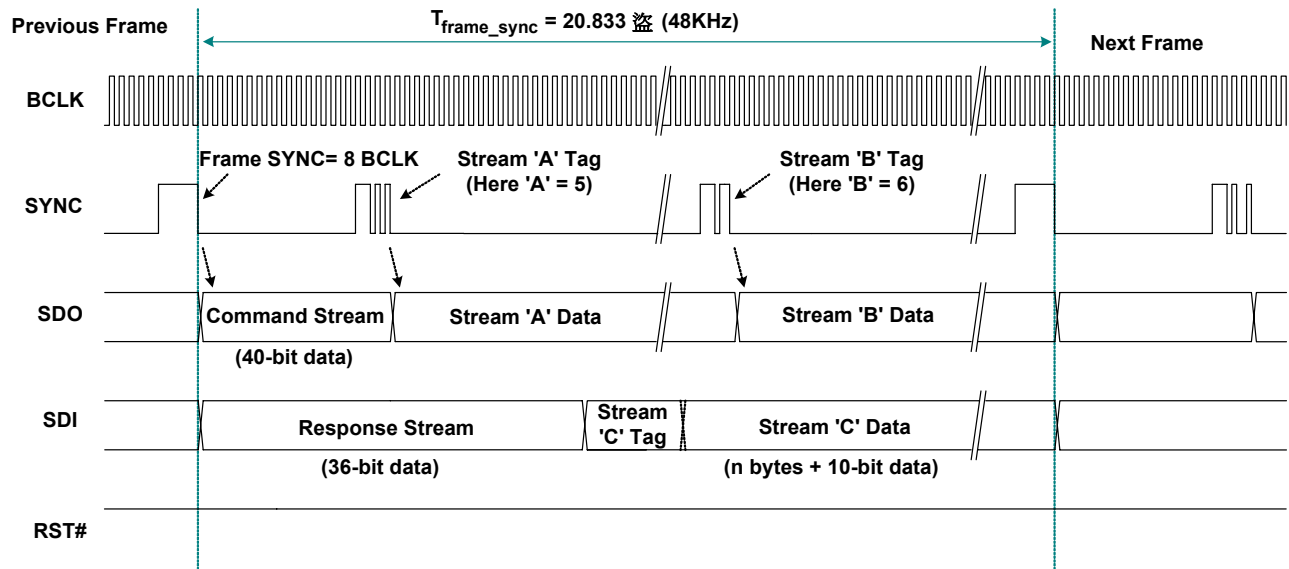 Previous Frame
T_frame_sync = 20.833 盜 (48KHz)
Next Frame
BCLK
Frame SYNC= 8 BCLK
Stream 'A' Tag
(Here 'A' = 5)
Stream 'B' Tag
(Here 'B' = 6)
SYNC
SDO
Command Stream
Stream 'A' Data
Stream 'B' Data
(40-bit data)
SDI
Response Stream
Stream
'C' Tag
Stream 'C' Data
(36-bit data)
(n bytes + 10-bit data)
RST#